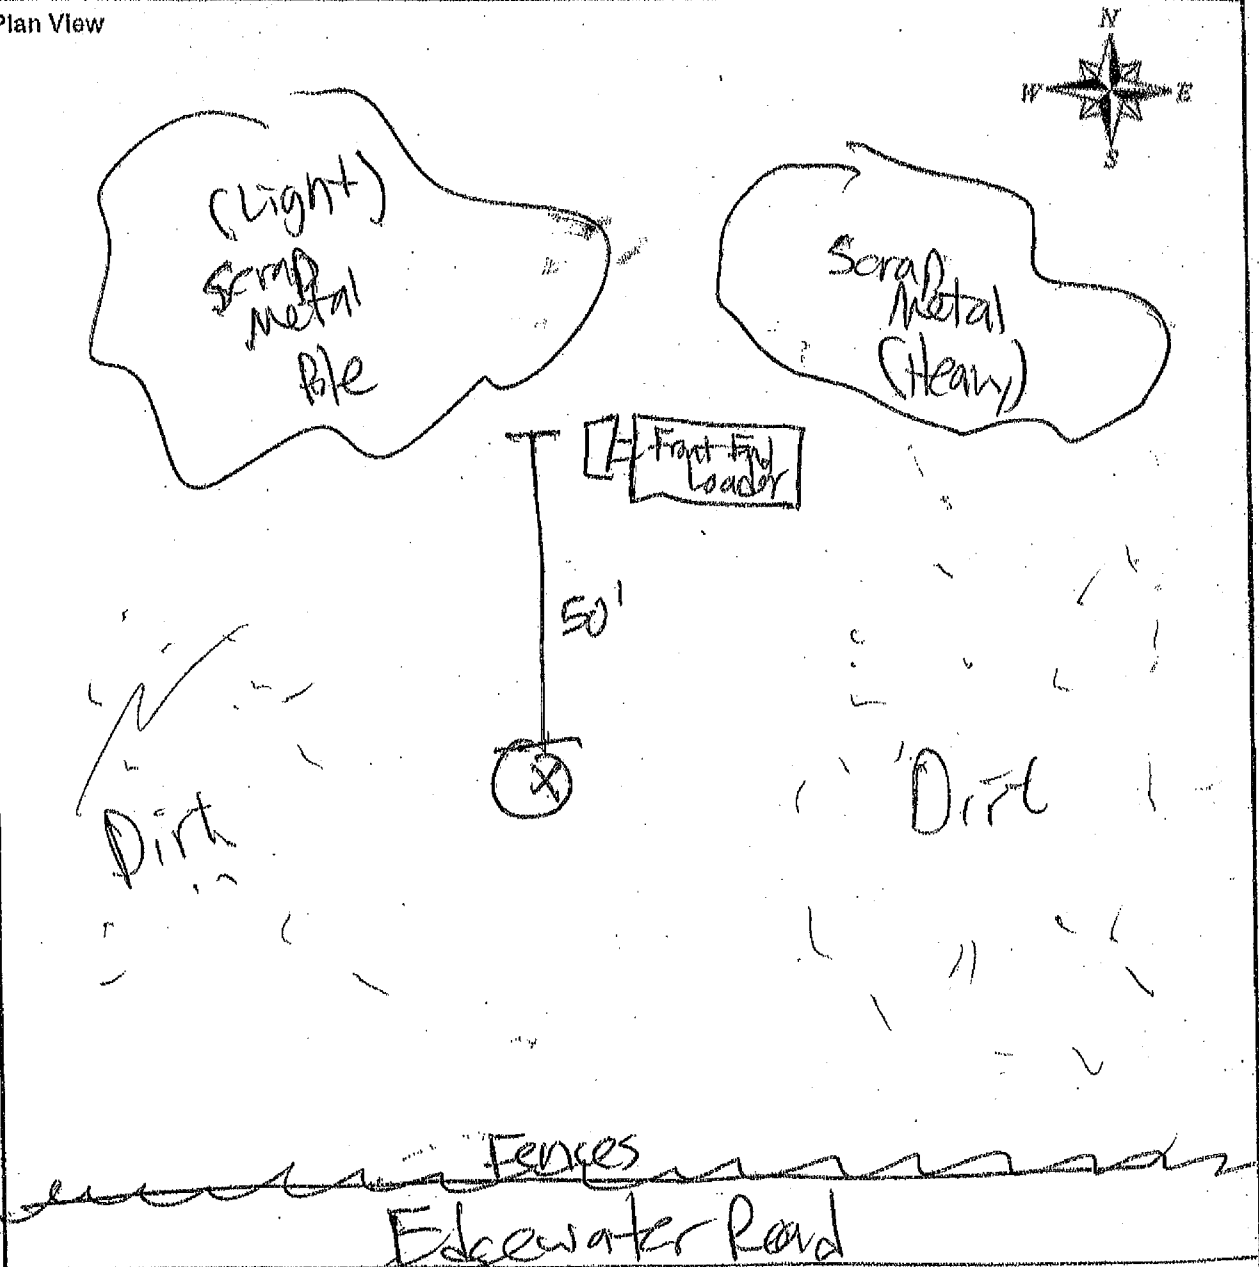 Plan View
N
W E
S
(Light)
Scrap
Metal
Pile
Scrap
Metal
(Heavy)
Front End
Loader
50'
X
Dirt
Dirt
Fences
Edgewater Road